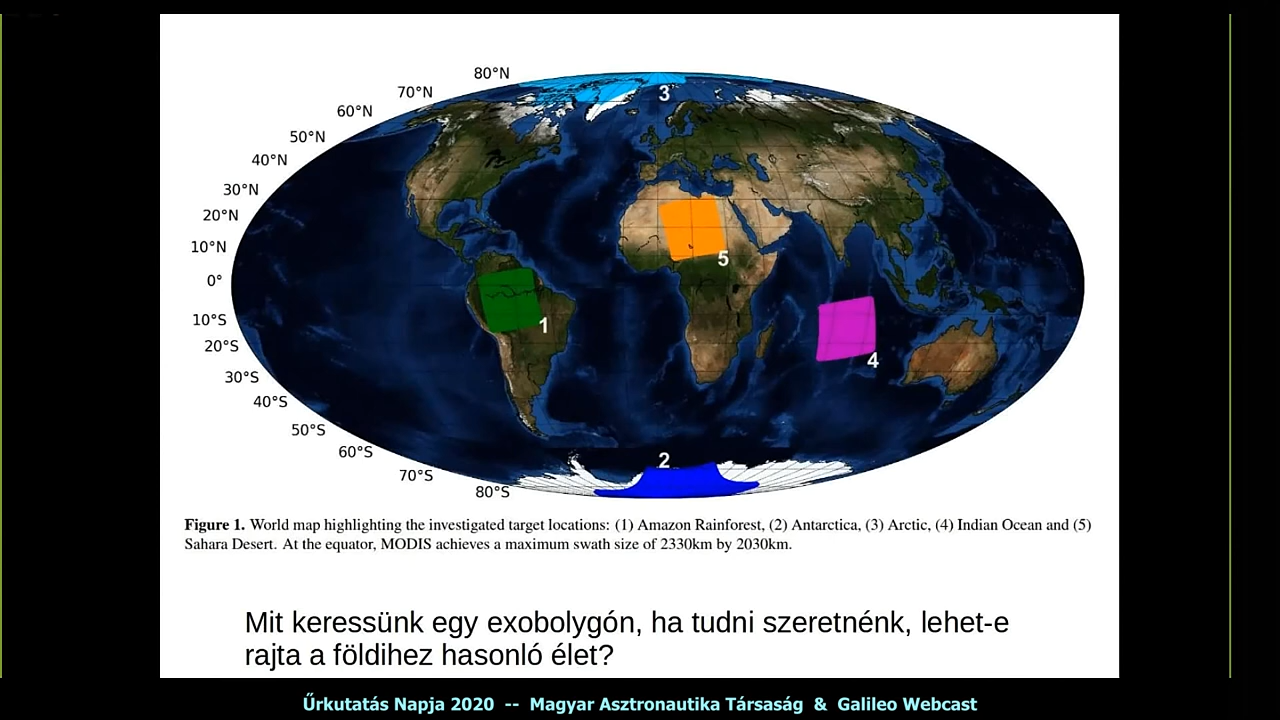 80°N
70°N
60°N
50°N
40°N
30°N
20°N
10°N
0°
10°S
20°S
30°S
40°S
50°S
60°S
70°S
80°S
3
5
1
4
2
Figure 1. World map highlighting the investigated target locations: (1) Amazon Rainforest, (2) Antarctica, (3) Arctic, (4) Indian Ocean and (5)
Sahara Desert. At the equator, MODIS achieves a maximum swath size of 2330km by 2030km.
Mit keressünk egy exobolygón, ha tudni szeretnénk, lehet-e
rajta a földihez hasonló élet?
Űrkutatás Napja 2020 -- Magyar Asztronautika Társaság & Galileo Webcast